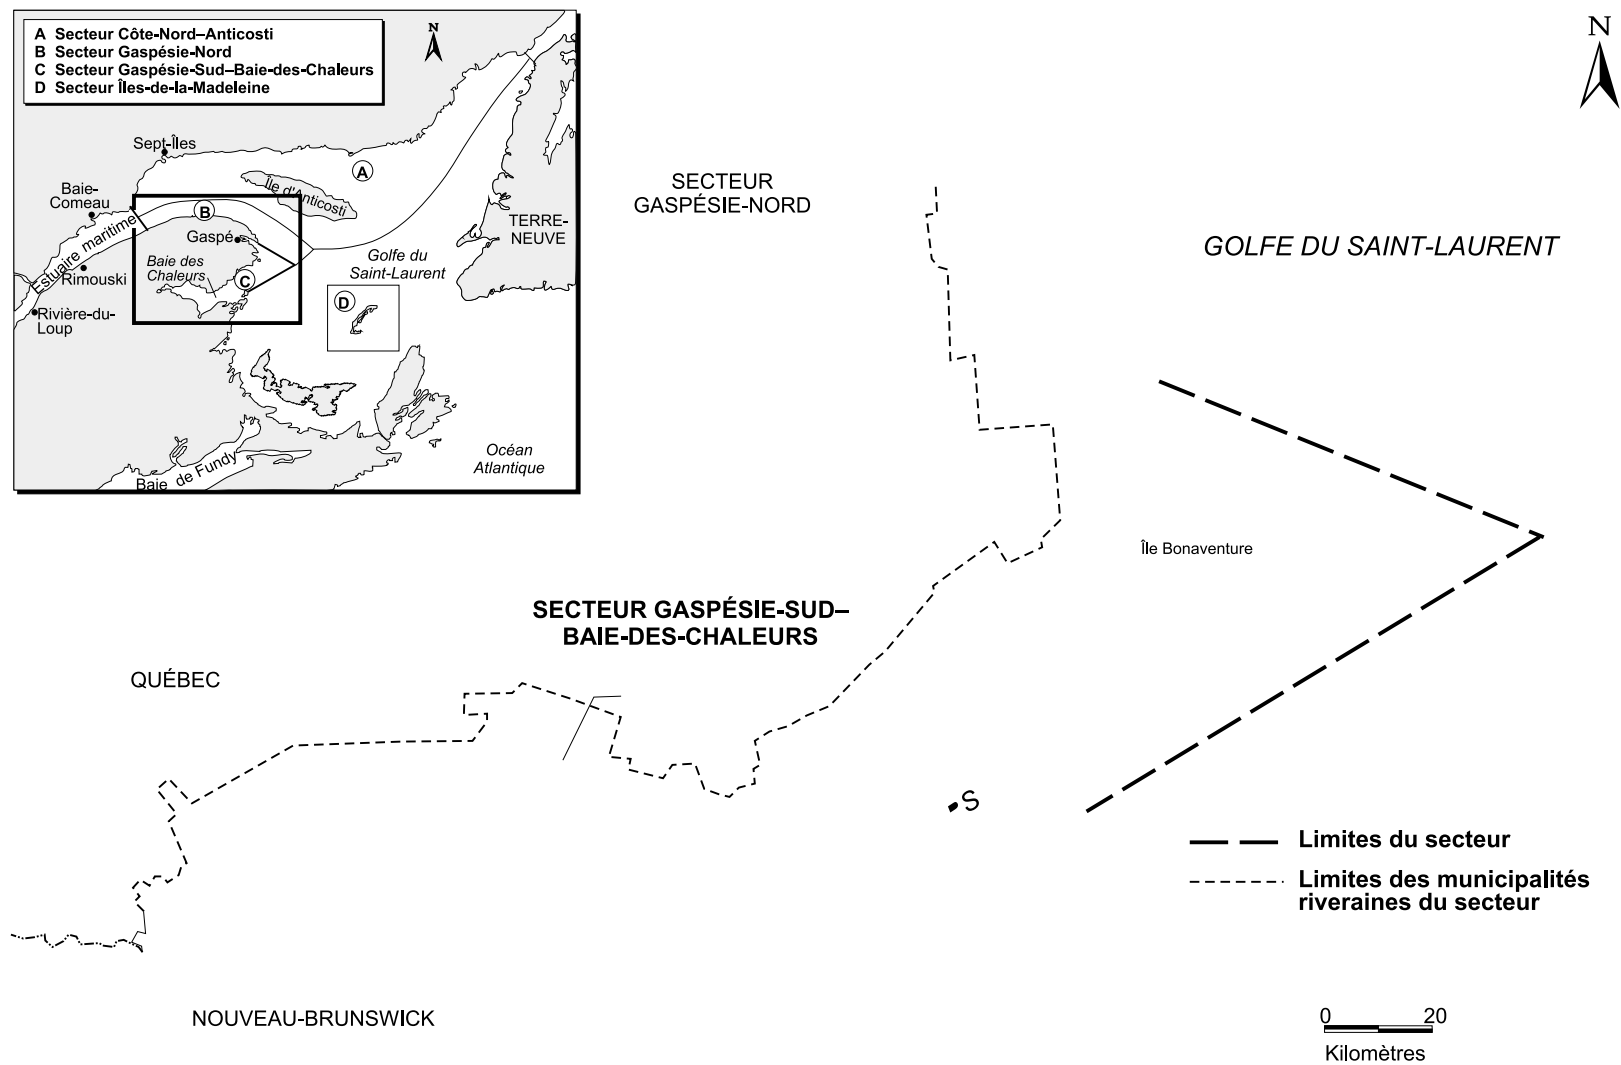 A Secteur Côte-Nord–Anticosti
B Secteur Gaspésie-Nord
C Secteur Gaspésie-Sud–Baie-des-Chaleurs
D Secteur Îles-de-la-Madeleine
N
Sept-Îles
A
Baie-
Comeau
Île d'Anticosti
B
Estuaire maritime
Gaspé
TERRE-
NEUVE
Rimouski
Baie des
Chaleurs
C
Golfe du
Saint-Laurent
D
Rivière-du-
Loup
Océan
Atlantique
Baie de Fundy
N
SECTEUR
GASPÉSIE-NORD
GOLFE DU SAINT-LAURENT
Île Bonaventure
SECTEUR GASPÉSIE-SUD–
BAIE-DES-CHALEURS
QUÉBEC
S
Limites du secteur
Limites des municipalités
riveraines du secteur
NOUVEAU-BRUNSWICK
0 20
Kilomètres